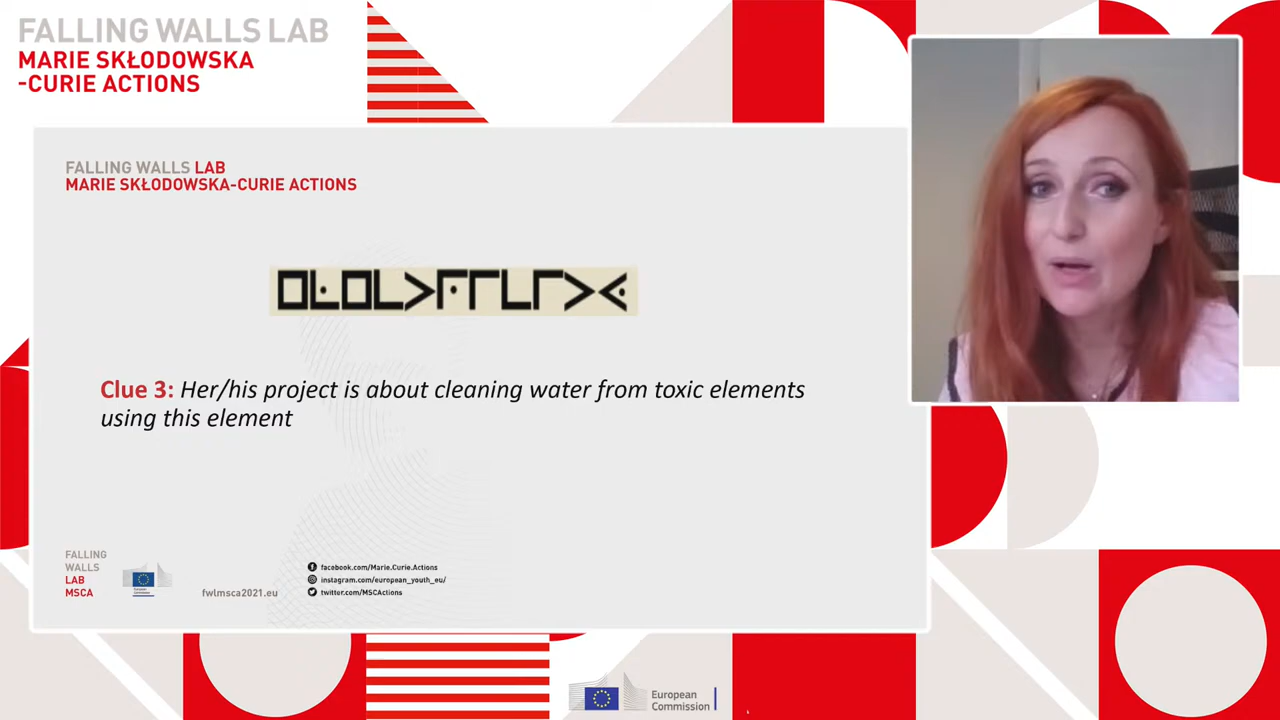 FALLING WALLS LAB
MARIE SKŁODOWSKA
-CURIE ACTIONS
FALLING WALLS LAB
MARIE SKŁODOWSKA-CURIE ACTIONS
Clue 3: Her/his project is about cleaning water from toxic elements
using this element
FALLING
WALLS
LAB
MSCA
European
Commission
fwlmsca2021.eu
facebook.com/Marie.Curie.Actions
instagram.com/european_youth_eu/
twitter.com/MSCActions
European
Commission